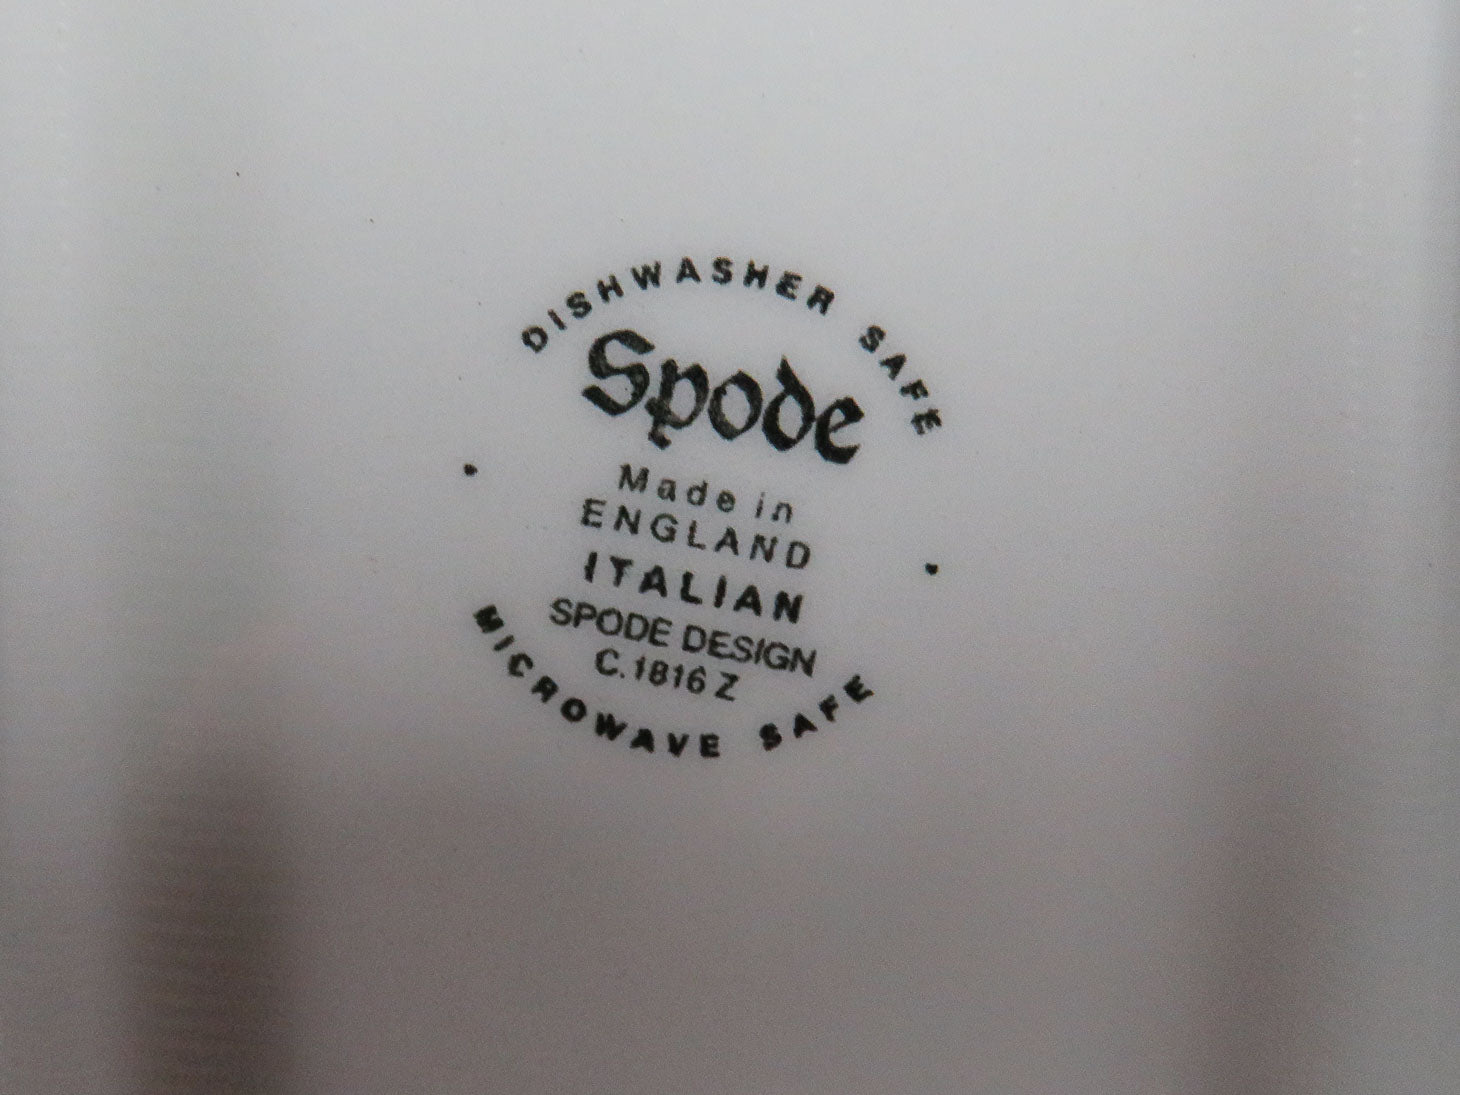 DISHWASHER SAFE
Spode
Made in
ENGLAND
ITALIAN
SPODE DESIGN
C.1816 Z
MICROWAVE SAFE